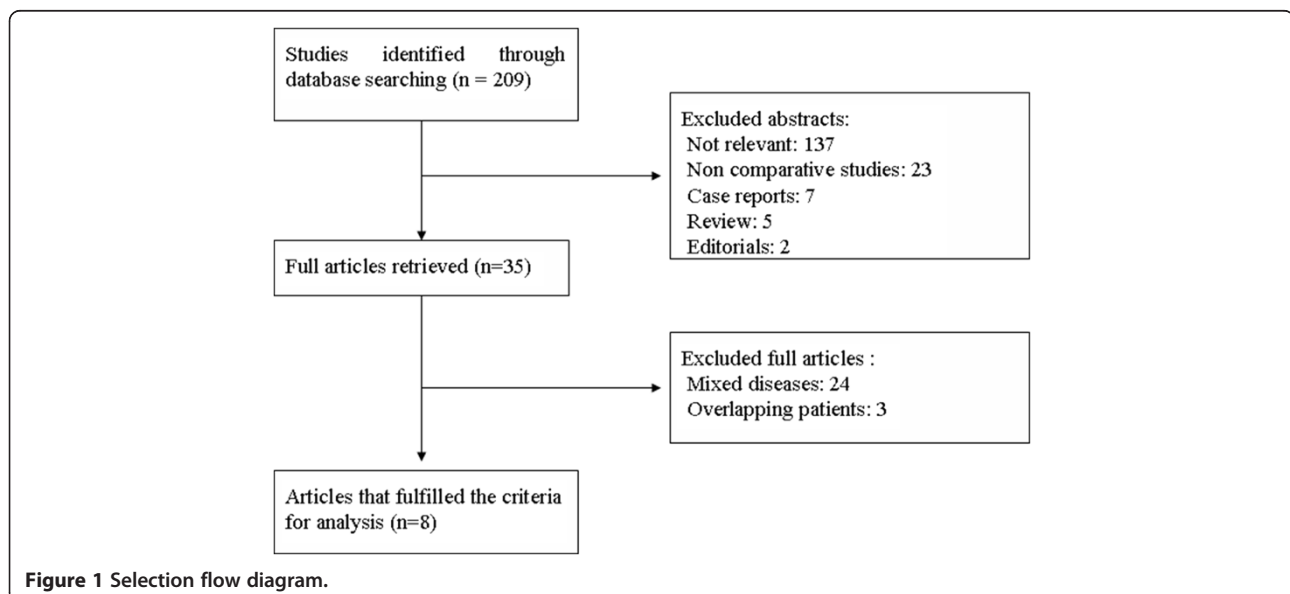 Studies identified through
database searching (n = 209)
Excluded abstracts:
Not relevant: 137
Non comparative studies: 23
Case reports: 7
Review: 5
Editorials: 2
Full articles retrieved (n=35)
Excluded full articles :
Mixed diseases: 24
Overlapping patients: 3
Articles that fulfilled the criteria
for analysis (n=8)
Figure 1 Selection flow diagram.